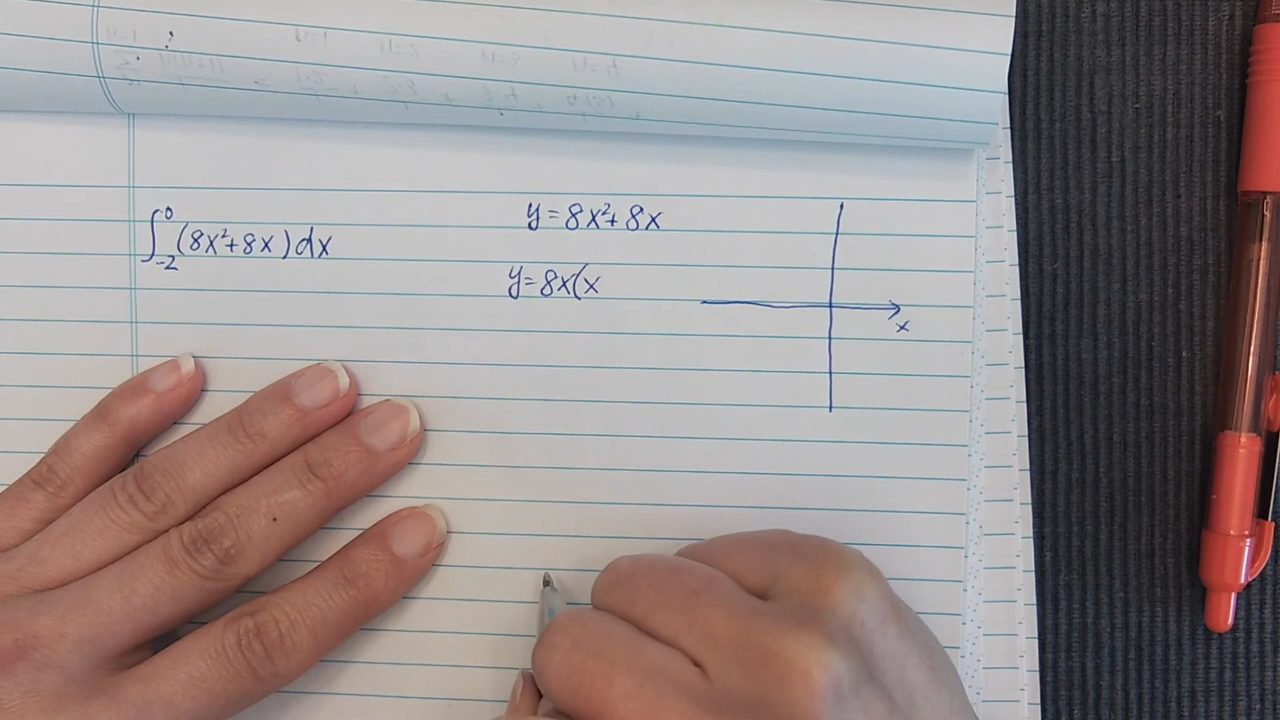 ∫₋₂⁰ (8x²+8x)dx
y=8x²+8x
y=8x(x
x